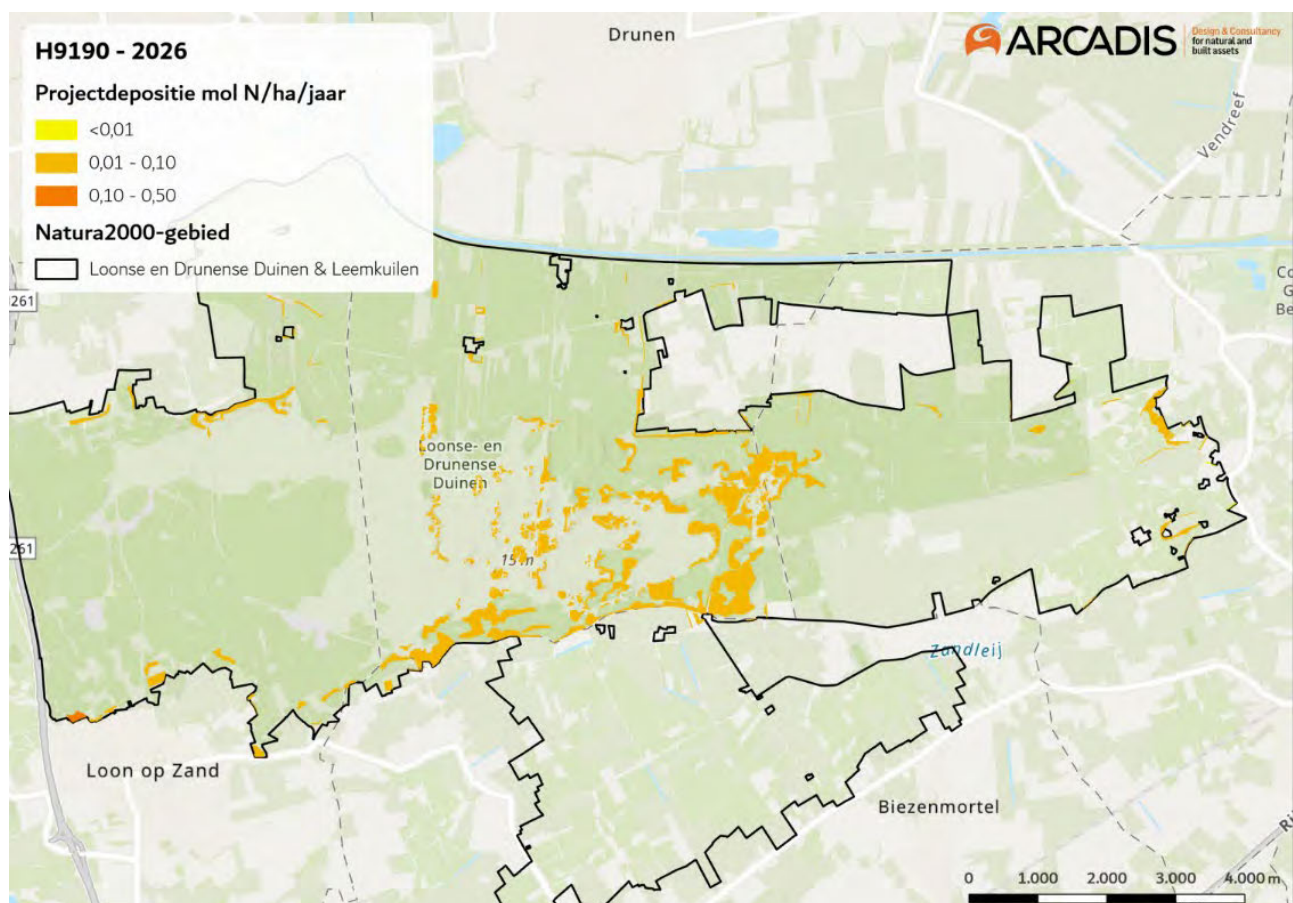 H9190 - 2026
Projectdepositie mol N/ha/jaar
<0,01
0,01 - 0,10
0,10 - 0,50
Natura2000-gebied
Loonse en Drunense Duinen & Leemkuilen
Drunen
ARCADIS
Design & Consultancy
for natural and
built assets
Vendreef
261
Loonse- en
Drunense
Duinen
261
Zandleij
Loon op Zand
Biezenmortel
0 1.000 2.000 3.000 4.000 m